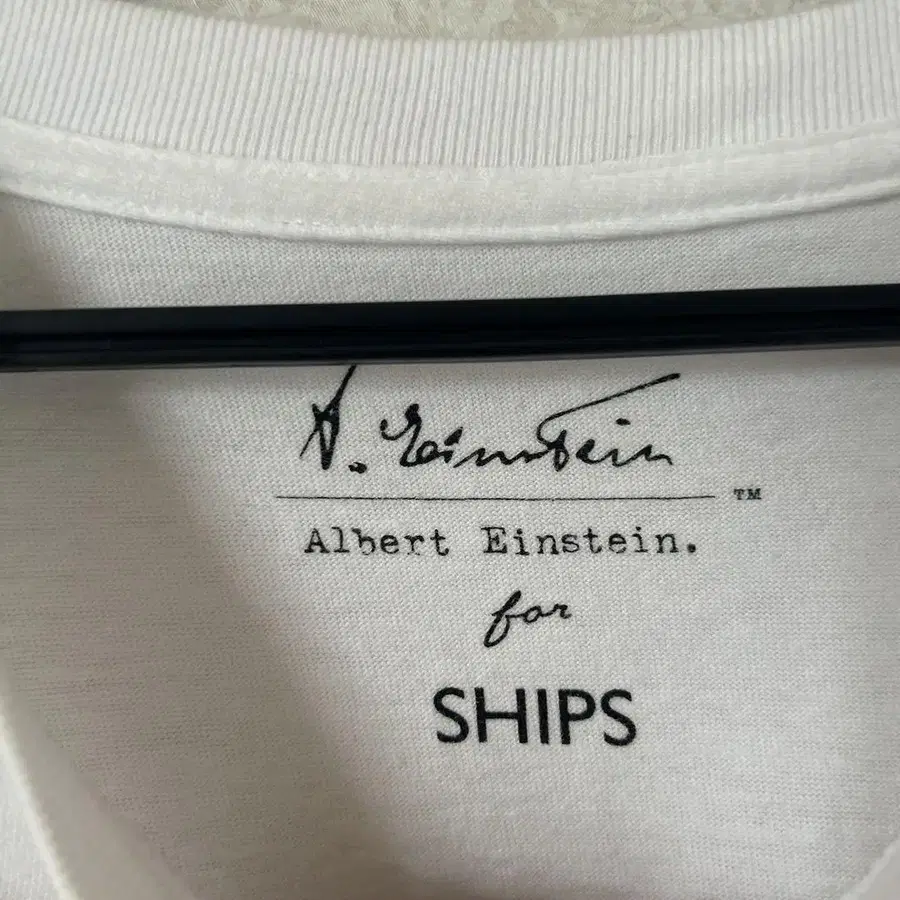 A. Einstein
TM
Albert Einstein.
for
SHIPS